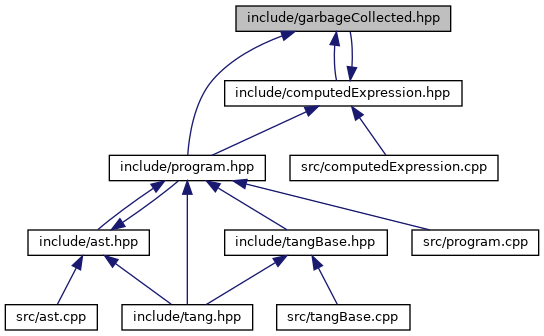 include/garbageCollected.hpp
include/computedExpression.hpp
include/program.hpp
src/computedExpression.cpp
include/ast.hpp
include/tangBase.hpp
src/program.cpp
src/ast.cpp
include/tang.hpp
src/tangBase.cpp